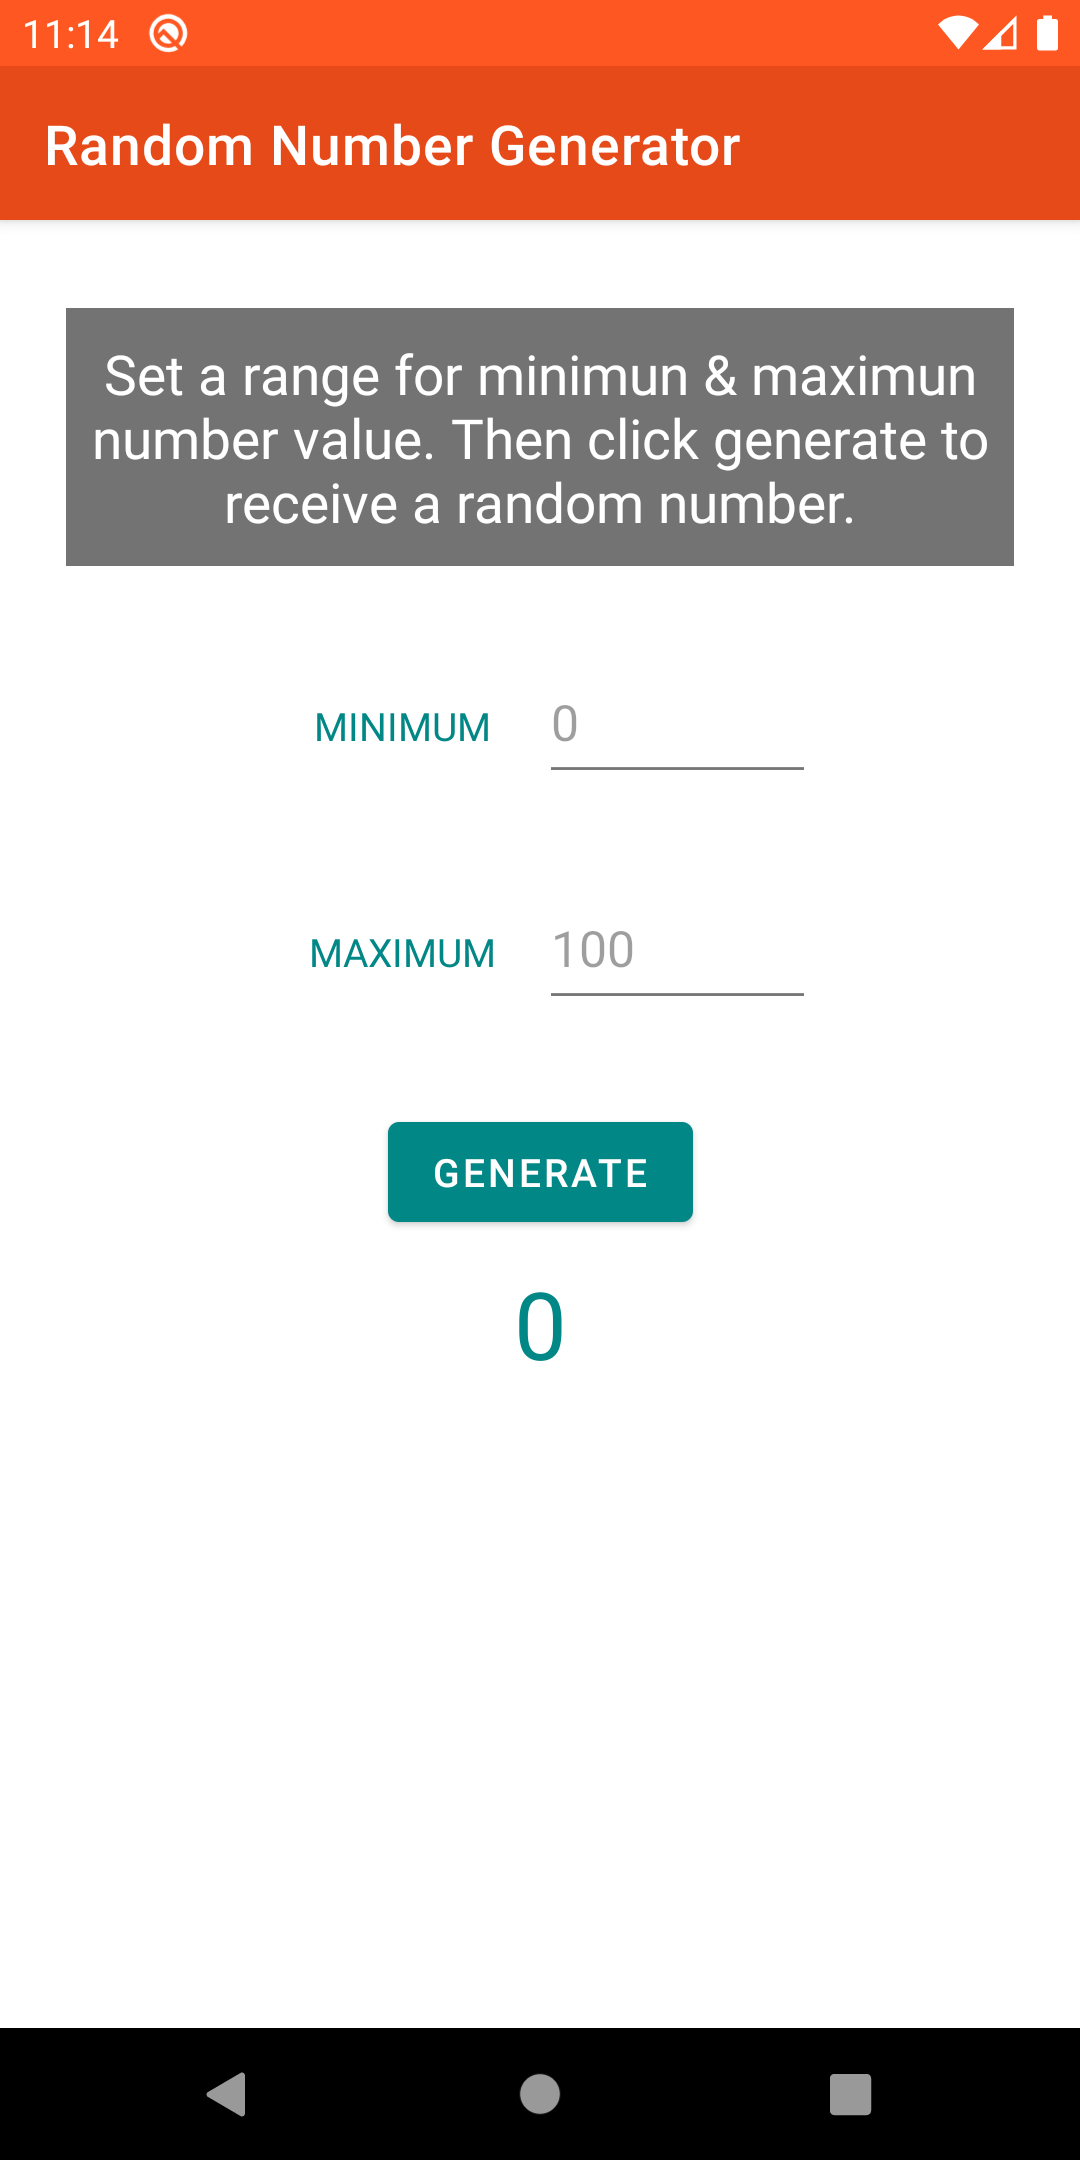 11:14
Random Number Generator
Set a range for minimun & maximun
number value. Then click generate to
receive a random number.
MINIMUM 0
MAXIMUM 100
GENERATE
0